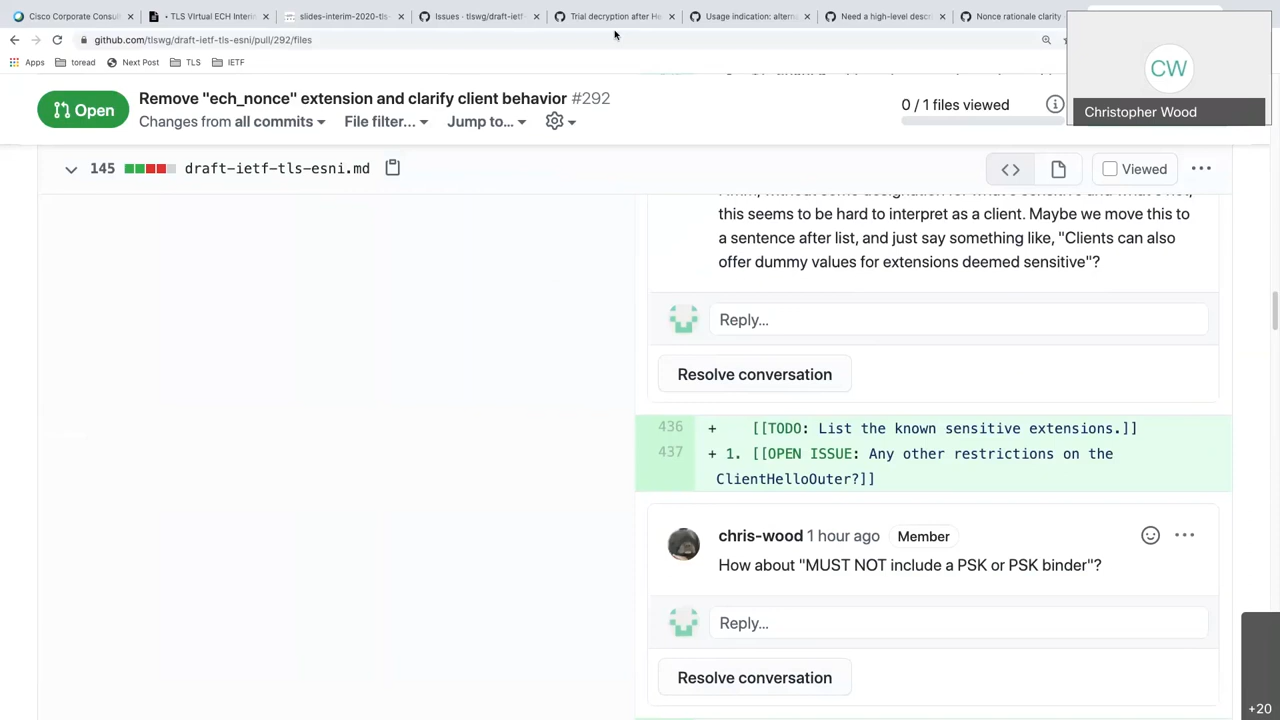 Cisco Corporate Consul
• TLS Virtual ECH Interim
slides-interim-2020-tls-
Issues · tlswg/draft-ietf-
Trial decryption after He
Usage indication: altern
Need a high-level descr
Nonce rationale clarity
github.com/tlswg/draft-ietf-tls-esni/pull/292/files
Apps
toread
Next Post
TLS
IETF
CW
Christopher Wood
Open
Remove "ech_nonce" extension and clarify client behavior #292
Changes from all commits
File filter...
Jump to...
0 / 1 files viewed
145
draft-ietf-tls-esni.md
Viewed
this seems to be hard to interpret as a client. Maybe we move this to
a sentence after list, and just say something like, "Clients can also
offer dummy values for extensions deemed sensitive"?
Reply...
Resolve conversation
436 + [[TODO: List the known sensitive extensions.]]
437 + 1. [[OPEN ISSUE: Any other restrictions on the
ClientHelloOuter?]]
chris-wood 1 hour ago Member
How about "MUST NOT include a PSK or PSK binder"?
Reply...
Resolve conversation
+20